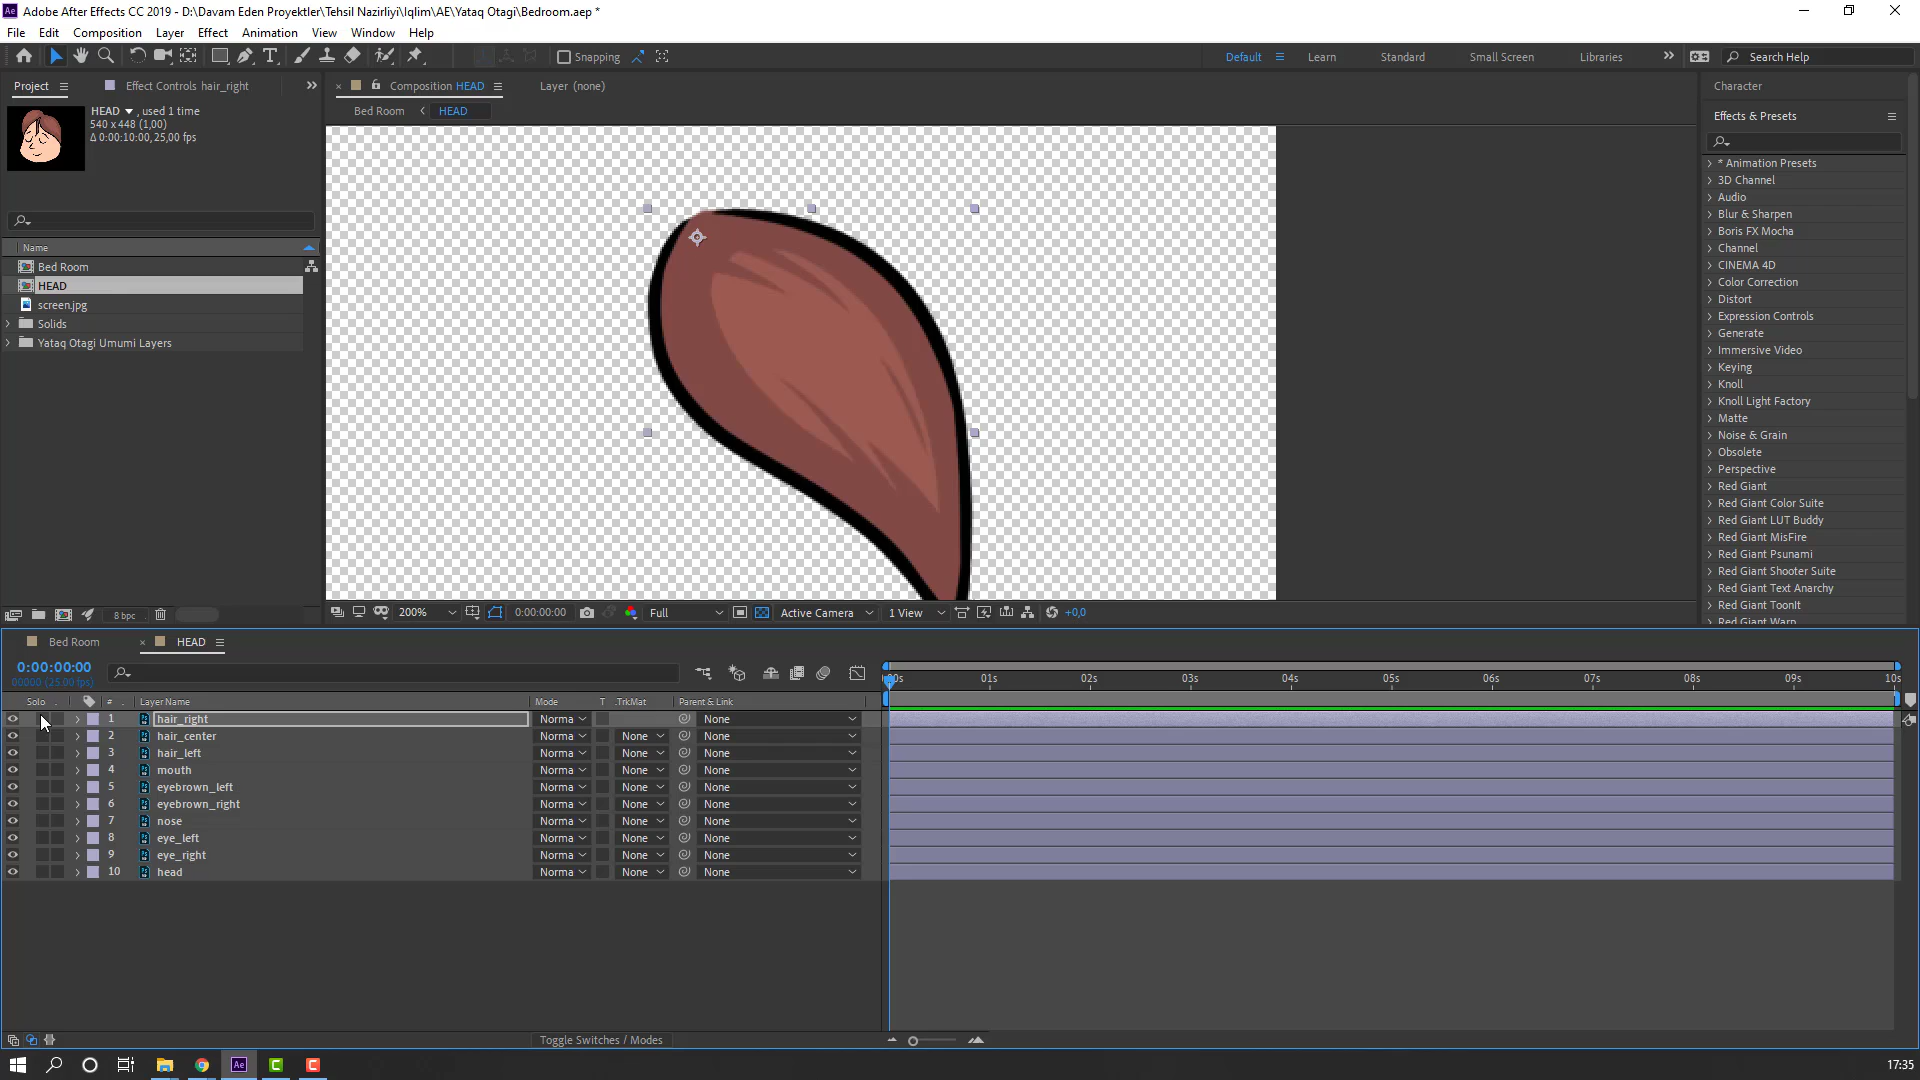 Adobe After Effects CC 2019 - D:\Davam Eden Proyektler\Tehsil Nazirliyi\Iqlim\AE\Yataq Otagi\Bedroom.aep *
File Edit Composition Layer Effect Animation View Window Help
Snapping
Default Learn Standard Small Screen Libraries Search Help
Project Effect Controls hair_right Composition HEAD Layer (none) Character
HEAD , used 1 time
540 x 448 (1,00)
Δ 0:00:10:00, 25,00 fps
Bed Room HEAD
Effects & Presets
* Animation Presets
3D Channel
Audio
Blur & Sharpen
Boris FX Mocha
Channel
CINEMA 4D
Color Correction
Distort
Expression Controls
Generate
Immersive Video
Keying
Knoll
Knoll Light Factory
Matte
Noise & Grain
Obsolete
Perspective
Red Giant
Red Giant Color Suite
Red Giant LUT Buddy
Red Giant MisFire
Red Giant Psunami
Red Giant Shooter Suite
Red Giant Text Anarchy
Red Giant ToonIt
Red Giant Warp
Name
Bed Room
HEAD
screen.jpg
Solids
Yataq Otagi Umumi Layers
8 bpc
200% 0:00:00:00 Full Active Camera 1 View +0,0
Bed Room HEAD
0:00:00:00
00000 (25.00 fps)
00s 01s 02s 03s 04s 05s 06s 07s 08s 09s 10s
Solo # Layer Name Mode T .TrkMat Parent & Link
1 hair_right Norma None
2 hair_center Norma None None
3 hair_left Norma None None
4 mouth Norma None None
5 eyebrown_left Norma None None
6 eyebrown_right Norma None None
7 nose Norma None None
8 eye_left Norma None None
9 eye_right Norma None None
10 head Norma None None
Toggle Switches / Modes
17:35